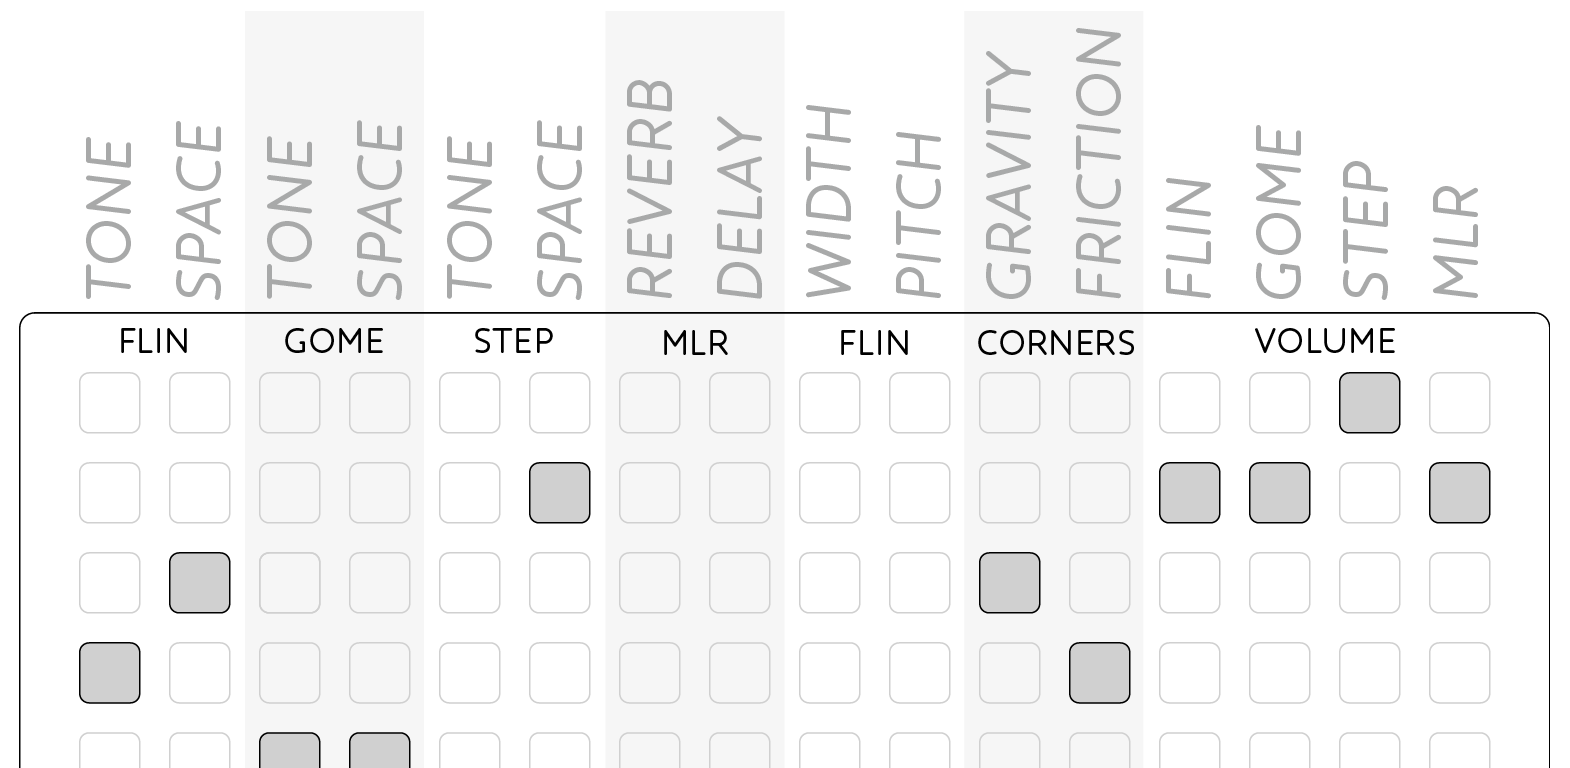 TONE
SPACE
TONE
SPACE
TONE
SPACE
REVERB
DELAY
WIDTH
PITCH
GRAVITY
FRICTION
FLIN
GOME
STEP
MLR
FLIN GOME STEP MLR FLIN CORNERS VOLUME